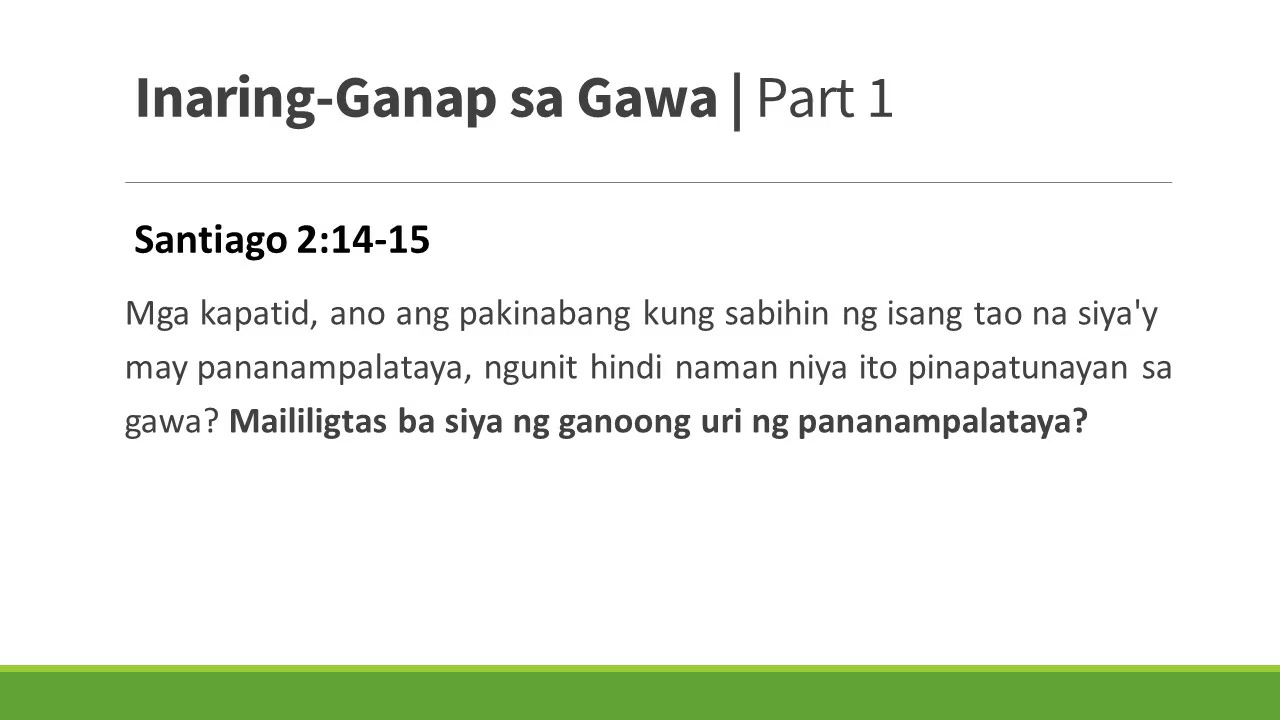 Inaring-Ganap sa Gawa | Part 1
Santiago 2:14-15
Mga kapatid, ano ang pakinabang kung sabihin ng isang tao na siya'y
may pananampalataya, ngunit hindi naman niya ito pinapatunayan sa
gawa? Maililigtas ba siya ng ganoong uri ng pananampalataya?